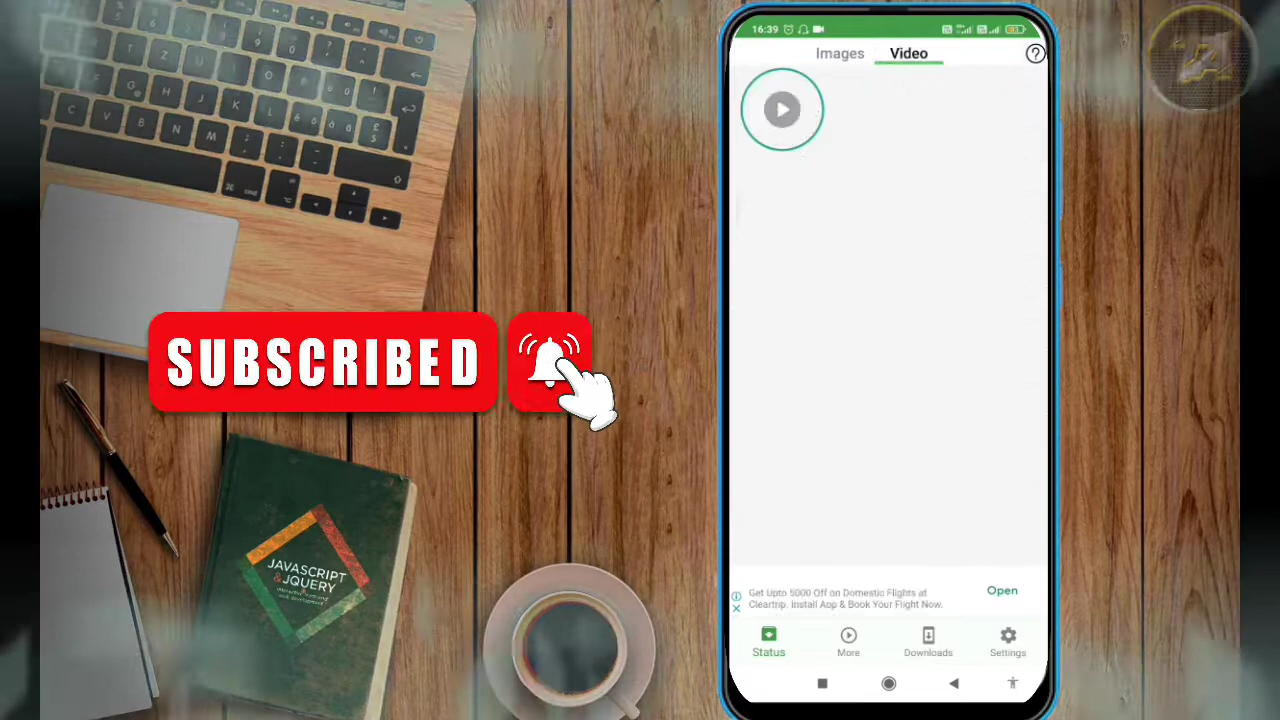 SUBSCRIBED
JAVASCRIPT
& JQUERY
16:39
Images
Video
?
Get Upto 5000 Off on Domestic Flights at
Cleartrip. Install App & Book Your Flight Now.
Open
Status
More
Downloads
Settings